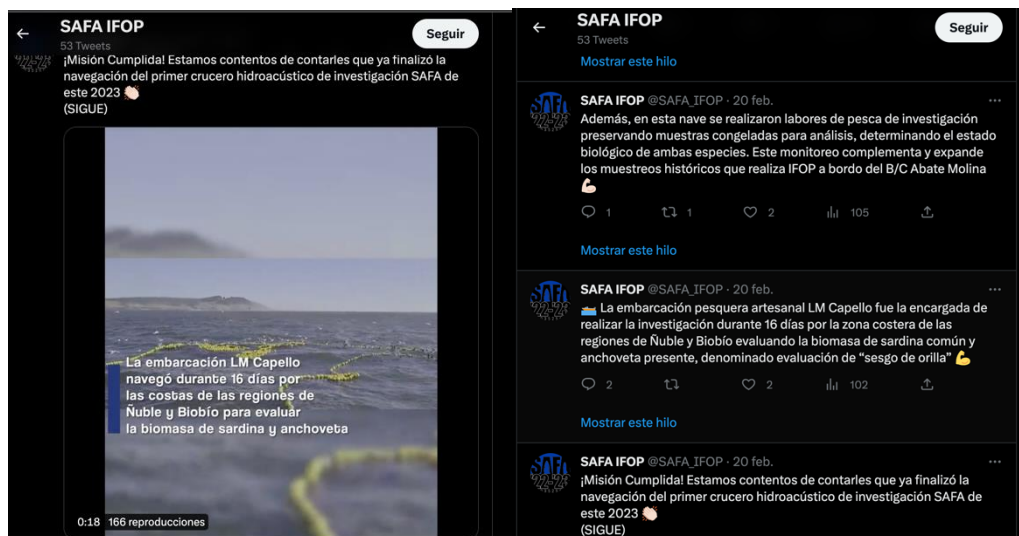 SAFA IFOP
53 Tweets
Seguir
¡Misión Cumplida! Estamos contentos de contarles que ya finalizó la
navegación del primer crucero hidroacústico de investigación SAFA de
este 2023 👏🏻
(SIGUE)
La embarcación LM Capello
navegó durante 16 días por
las costas de las regiones de
Ñuble y Biobío para evaluar
la biomasa de sardina y anchoveta
0:18 166 reproducciones
SAFA IFOP
53 Tweets
Seguir
Mostrar este hilo
SAFA IFOP @SAFA_IFOP · 20 feb.
Además, en esta nave se realizaron labores de pesca de investigación
preservando muestras congeladas para análisis, determinando el estado
biológico de ambas especies. Este monitoreo complementa y expande
los muestreos históricos que realiza IFOP a bordo del B/C Abate Molina
💪🏻
1 1 2 105
Mostrar este hilo
SAFA IFOP @SAFA_IFOP · 20 feb.
🚤 La embarcación pesquera artesanal LM Capello fue la encargada de
realizar la investigación durante 16 días por la zona costera de las
regiones de Ñuble y Biobío evaluando la biomasa de sardina común y
anchoveta presente, denominado evaluación de “sesgo de orilla” 💪
2 2 102
Mostrar este hilo
SAFA IFOP @SAFA_IFOP · 20 feb.
¡Misión Cumplida! Estamos contentos de contarles que ya finalizó la
navegación del primer crucero hidroacústico de investigación SAFA de
este 2023 👏🏻
(SIGUE)